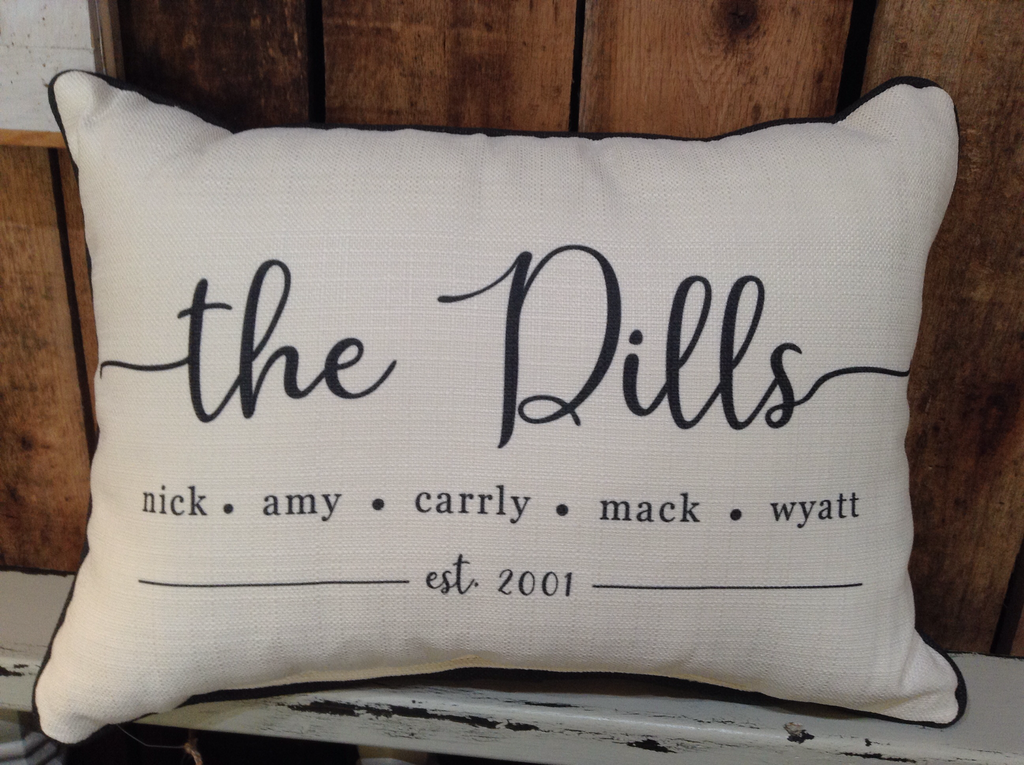 the Dills
nick • amy • carrly • mack • wyatt
est. 2001